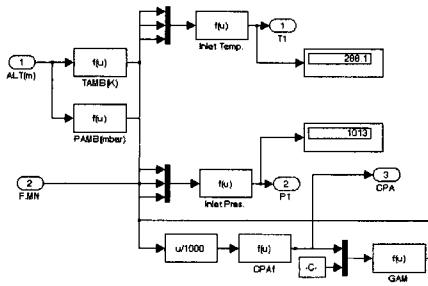 f(u)
1
Inlet Temp.
T1
1
f(u)
288.1
ALT(m)
TAMB(K)
f(u)
1013
PAMB(mbar)
3
2
f(u)
2
CPA
F.MN
Inlet Pres.
P1
u/1000
f(u)
-C-
f(u)
CPAf
GAM